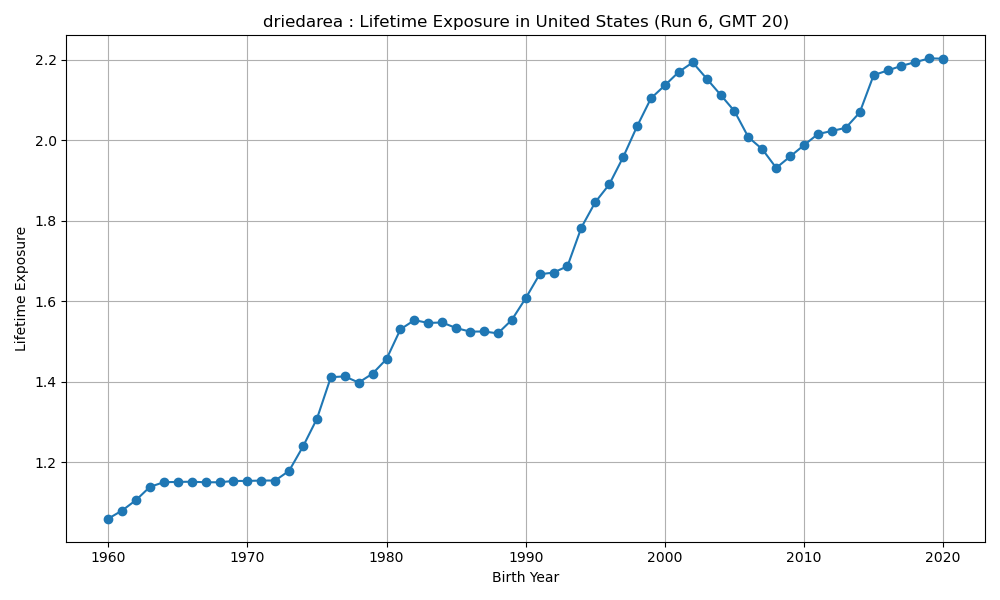 driedarea : Lifetime Exposure in United States (Run 6, GMT 20)
Lifetime Exposure
2.2
2.0
1.8
1.6
1.4
1.2
1960 1970 1980 1990 2000 2010 2020
Birth Year